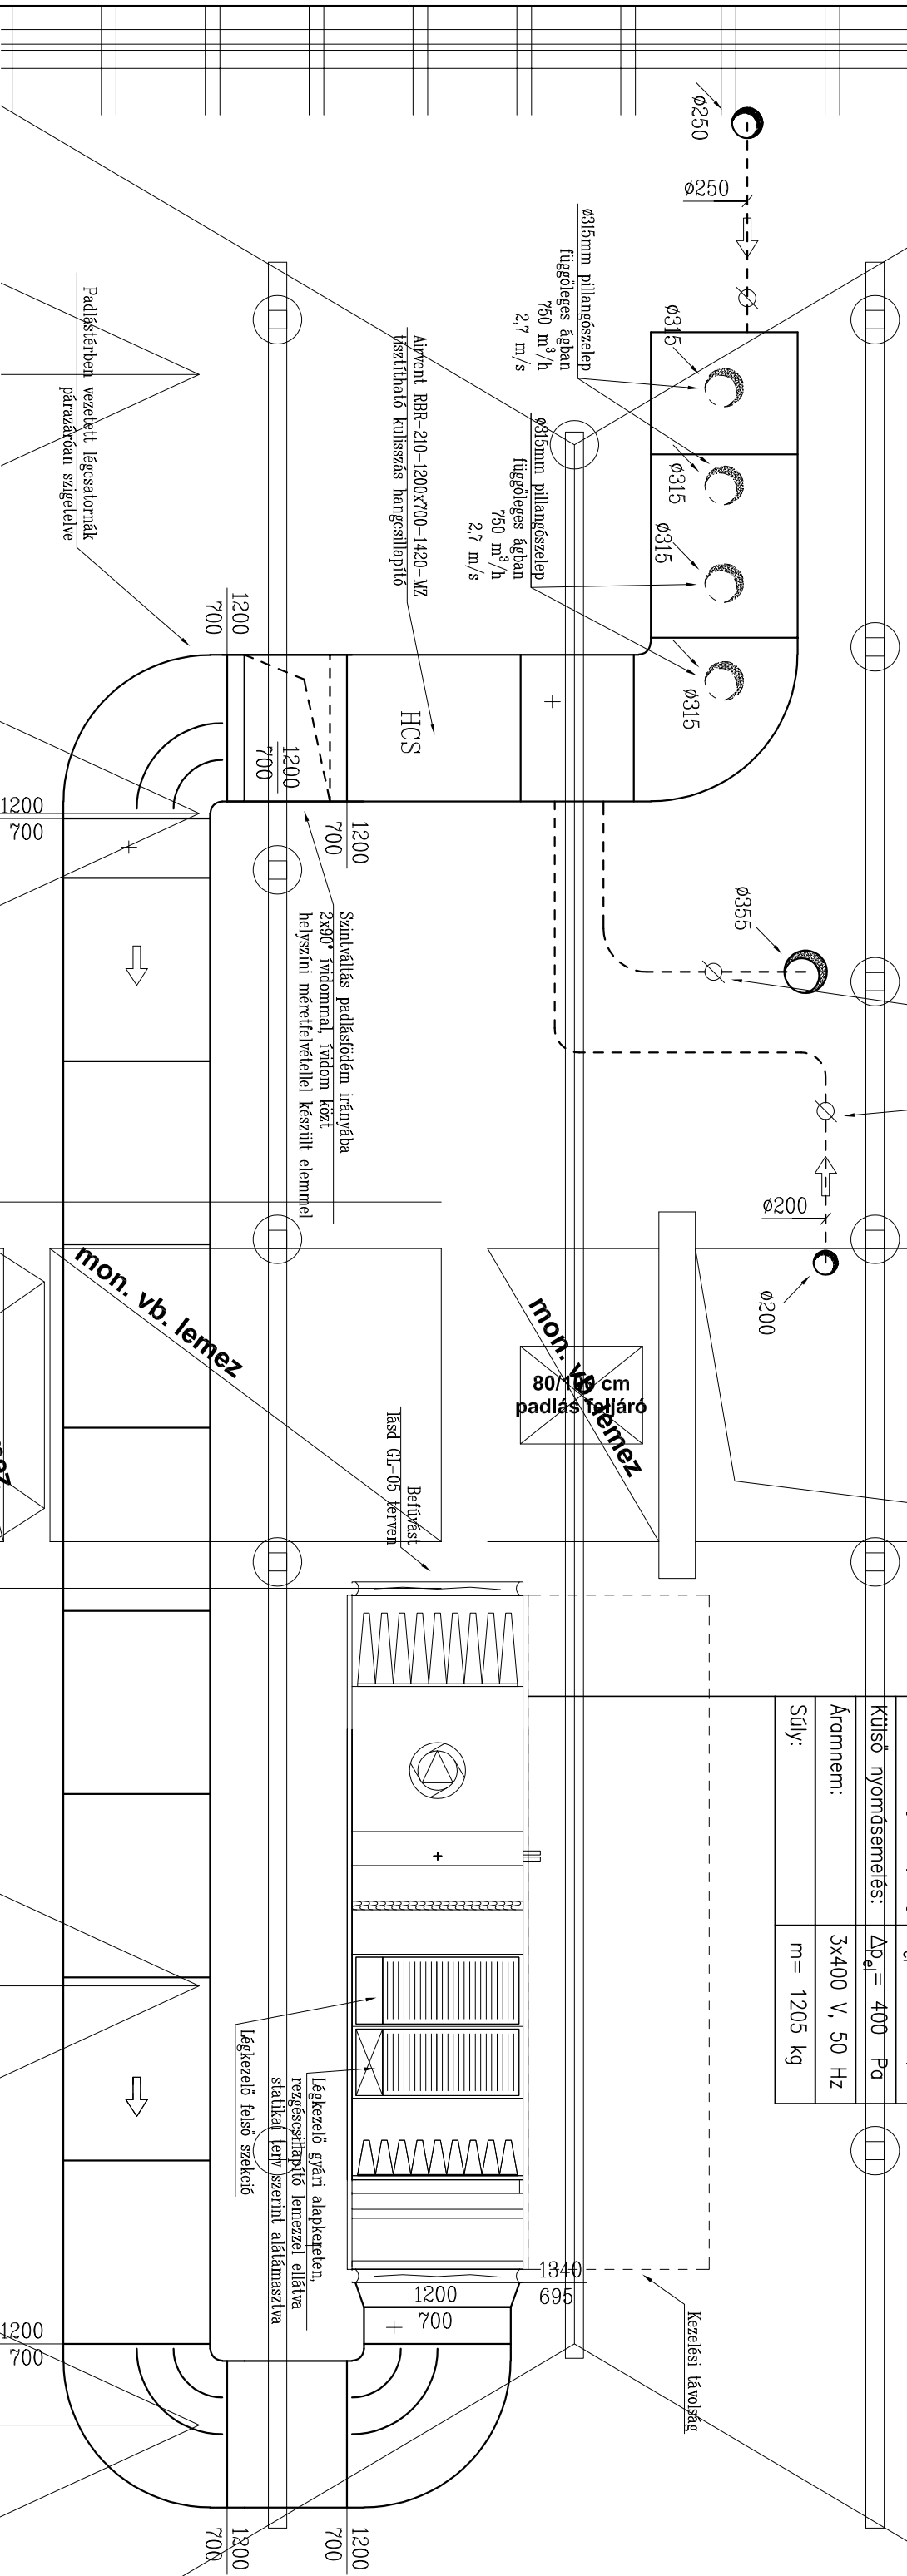 ø250
ø250
ø315mm pillangószelep
függőleges ágban
750 m³/h
2,7 m/s
ø315mm pillangószelep
függőleges ágban
750 m³/h
2,7 m/s
ø315
ø315
ø315
ø315
Airvent RBR-210-1200x700-1420-MZ
tisztítható kulisszás hangcsillapító
Padlástérben vezetett légcsatornák
párazáróan szigetelve
1200
700
HCS
1200
700
1200
700
1200
700
Szintváltás padlásfödém irányába
2x90° ívidommal, ívidom közt
helyszíni méretfelvétellel készült elemmel
ø355
ø200
ø200
mon. vb. lemez
mon. vb. lemez
80/100 cm
padlás feljáró
Befúvást
lásd GL-05 terven
Külső nyomásemelés:
Δpel= 400 Pa
Áramnem:
3x400 V, 50 Hz
Súly:
m= 1205 kg
+
Légkezelő gyári alapkereten,
rezgéscsillapító lemezzel ellátva
statikai terv szerint alátámasztva
Légkezelő felső szekció
1340
695
1200
700
Kezelési távolság
1200
700
1200
700
1200
700